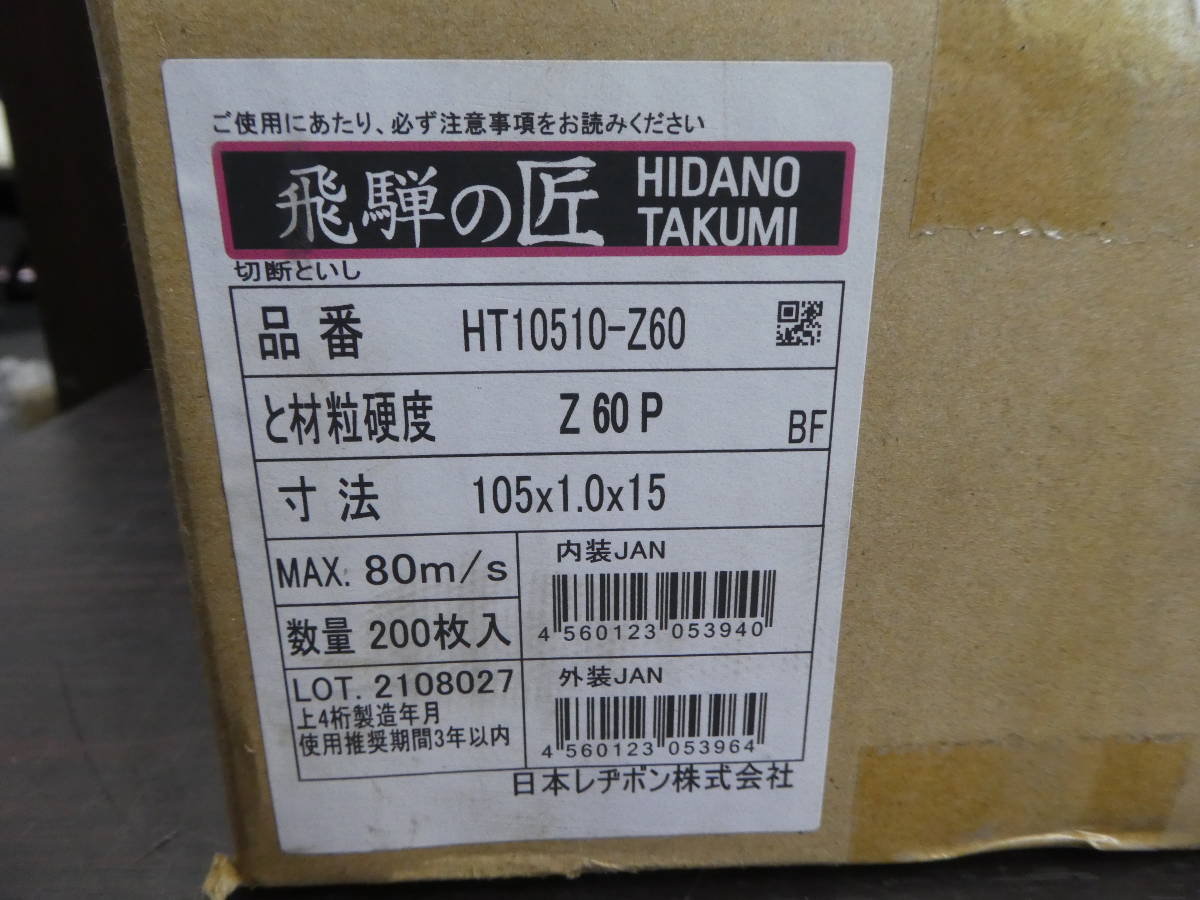 ご使用にあたり、必ず注意事項をお読みください
飛騨の匠 HIDANO TAKUMI
切断といし
品番 HT10510-Z60
と材粒硬度 Z 60 P BF
寸法 105x1.0x15
MAX. 80m/s
数量 200枚入
LOT. 2108027
上4桁製造年月
使用推奨期間3年以内
内装JAN
4 560123 053940
外装JAN
4 560123 053964
日本レヂボン株式会社